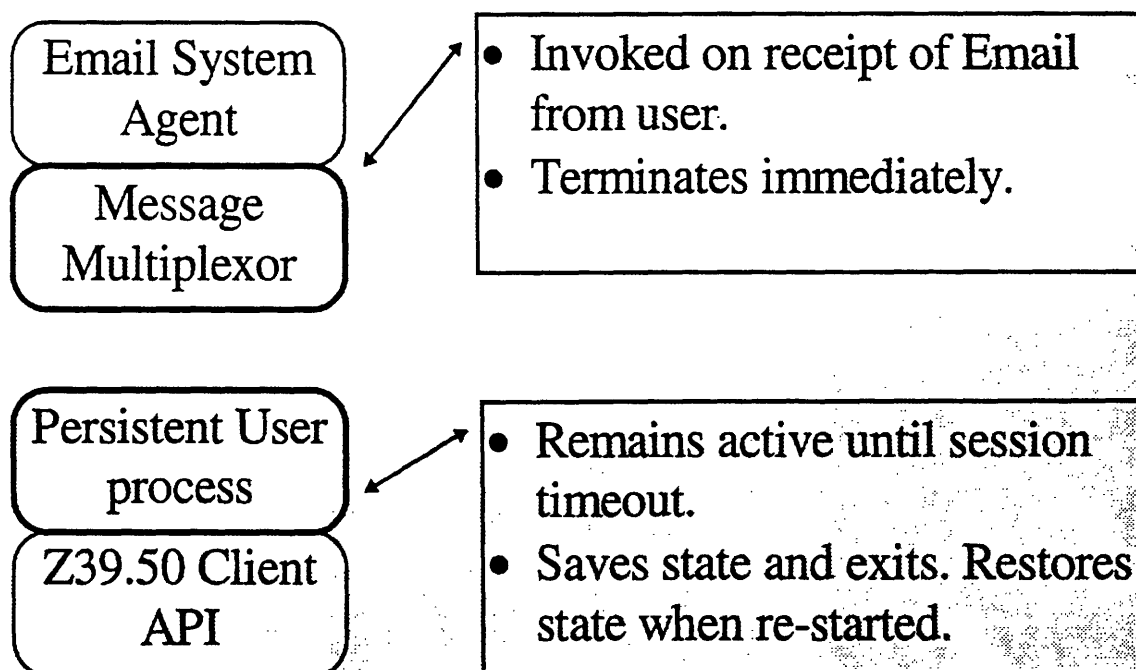 Email System
Agent
Message
Multiplexor
• Invoked on receipt of Email
from user.
• Terminates immediately.
Persistent User
process
Z39.50 Client
API
• Remains active until session
timeout.
• Saves state and exits. Restores
state when re-started.